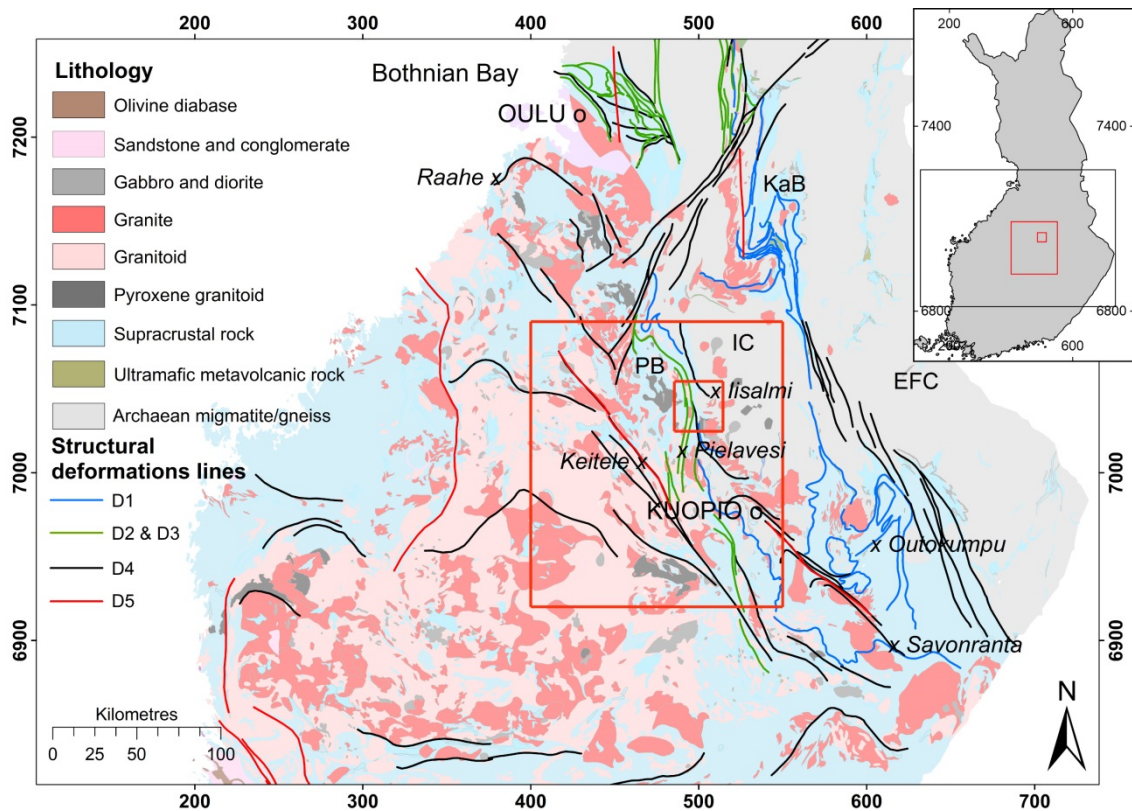 200 300 400 500 600
200 600
7400 7400
6800 6800
200 600
Lithology
Olivine diabase
Sandstone and conglomerate
Gabbro and diorite
Granite
Granitoid
Pyroxene granitoid
Supracrustal rock
Ultramafic metavolcanic rock
Archaean migmatite/gneiss
Structural
deformations lines
D1
D2 & D3
D4
D5
Kilometres
0 25 50 100
Bothnian Bay
OULU o
Raahe x
KaB
IC
PB
EFC
x Iisalmi
x Pielavesi
Keitele x
KUOPIO o
x Outokumpu
x Savonranta
N
7200
7100
7000
6900
7000
6900
200 300 400 500 600 700